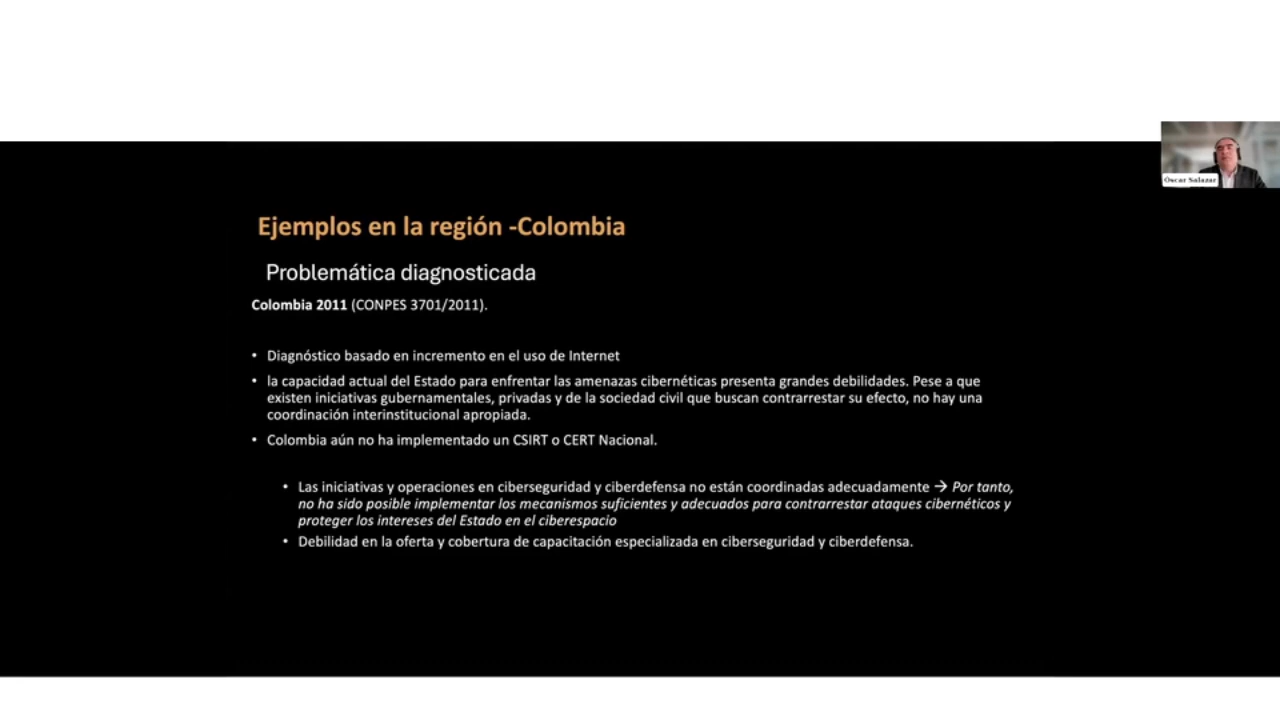 Óscar Salazar
Ejemplos en la región -Colombia
Problemática diagnosticada
Colombia 2011 (CONPES 3701/2011).
• Diagnóstico basado en incremento en el uso de Internet
• la capacidad actual del Estado para enfrentar las amenazas cibernéticas presenta grandes debilidades. Pese a que
existen iniciativas gubernamentales, privadas y de la sociedad civil que buscan contrarrestar su efecto, no hay una
coordinación interinstitucional apropiada.
• Colombia aún no ha implementado un CSIRT o CERT Nacional.
• Las iniciativas y operaciones en ciberseguridad y ciberdefensa no están coordinadas adecuadamente → Por tanto,
no ha sido posible implementar los mecanismos suficientes y adecuados para contrarrestar ataques cibernéticos y
proteger los intereses del Estado en el ciberespacio
• Debilidad en la oferta y cobertura de capacitación especializada en ciberseguridad y ciberdefensa.